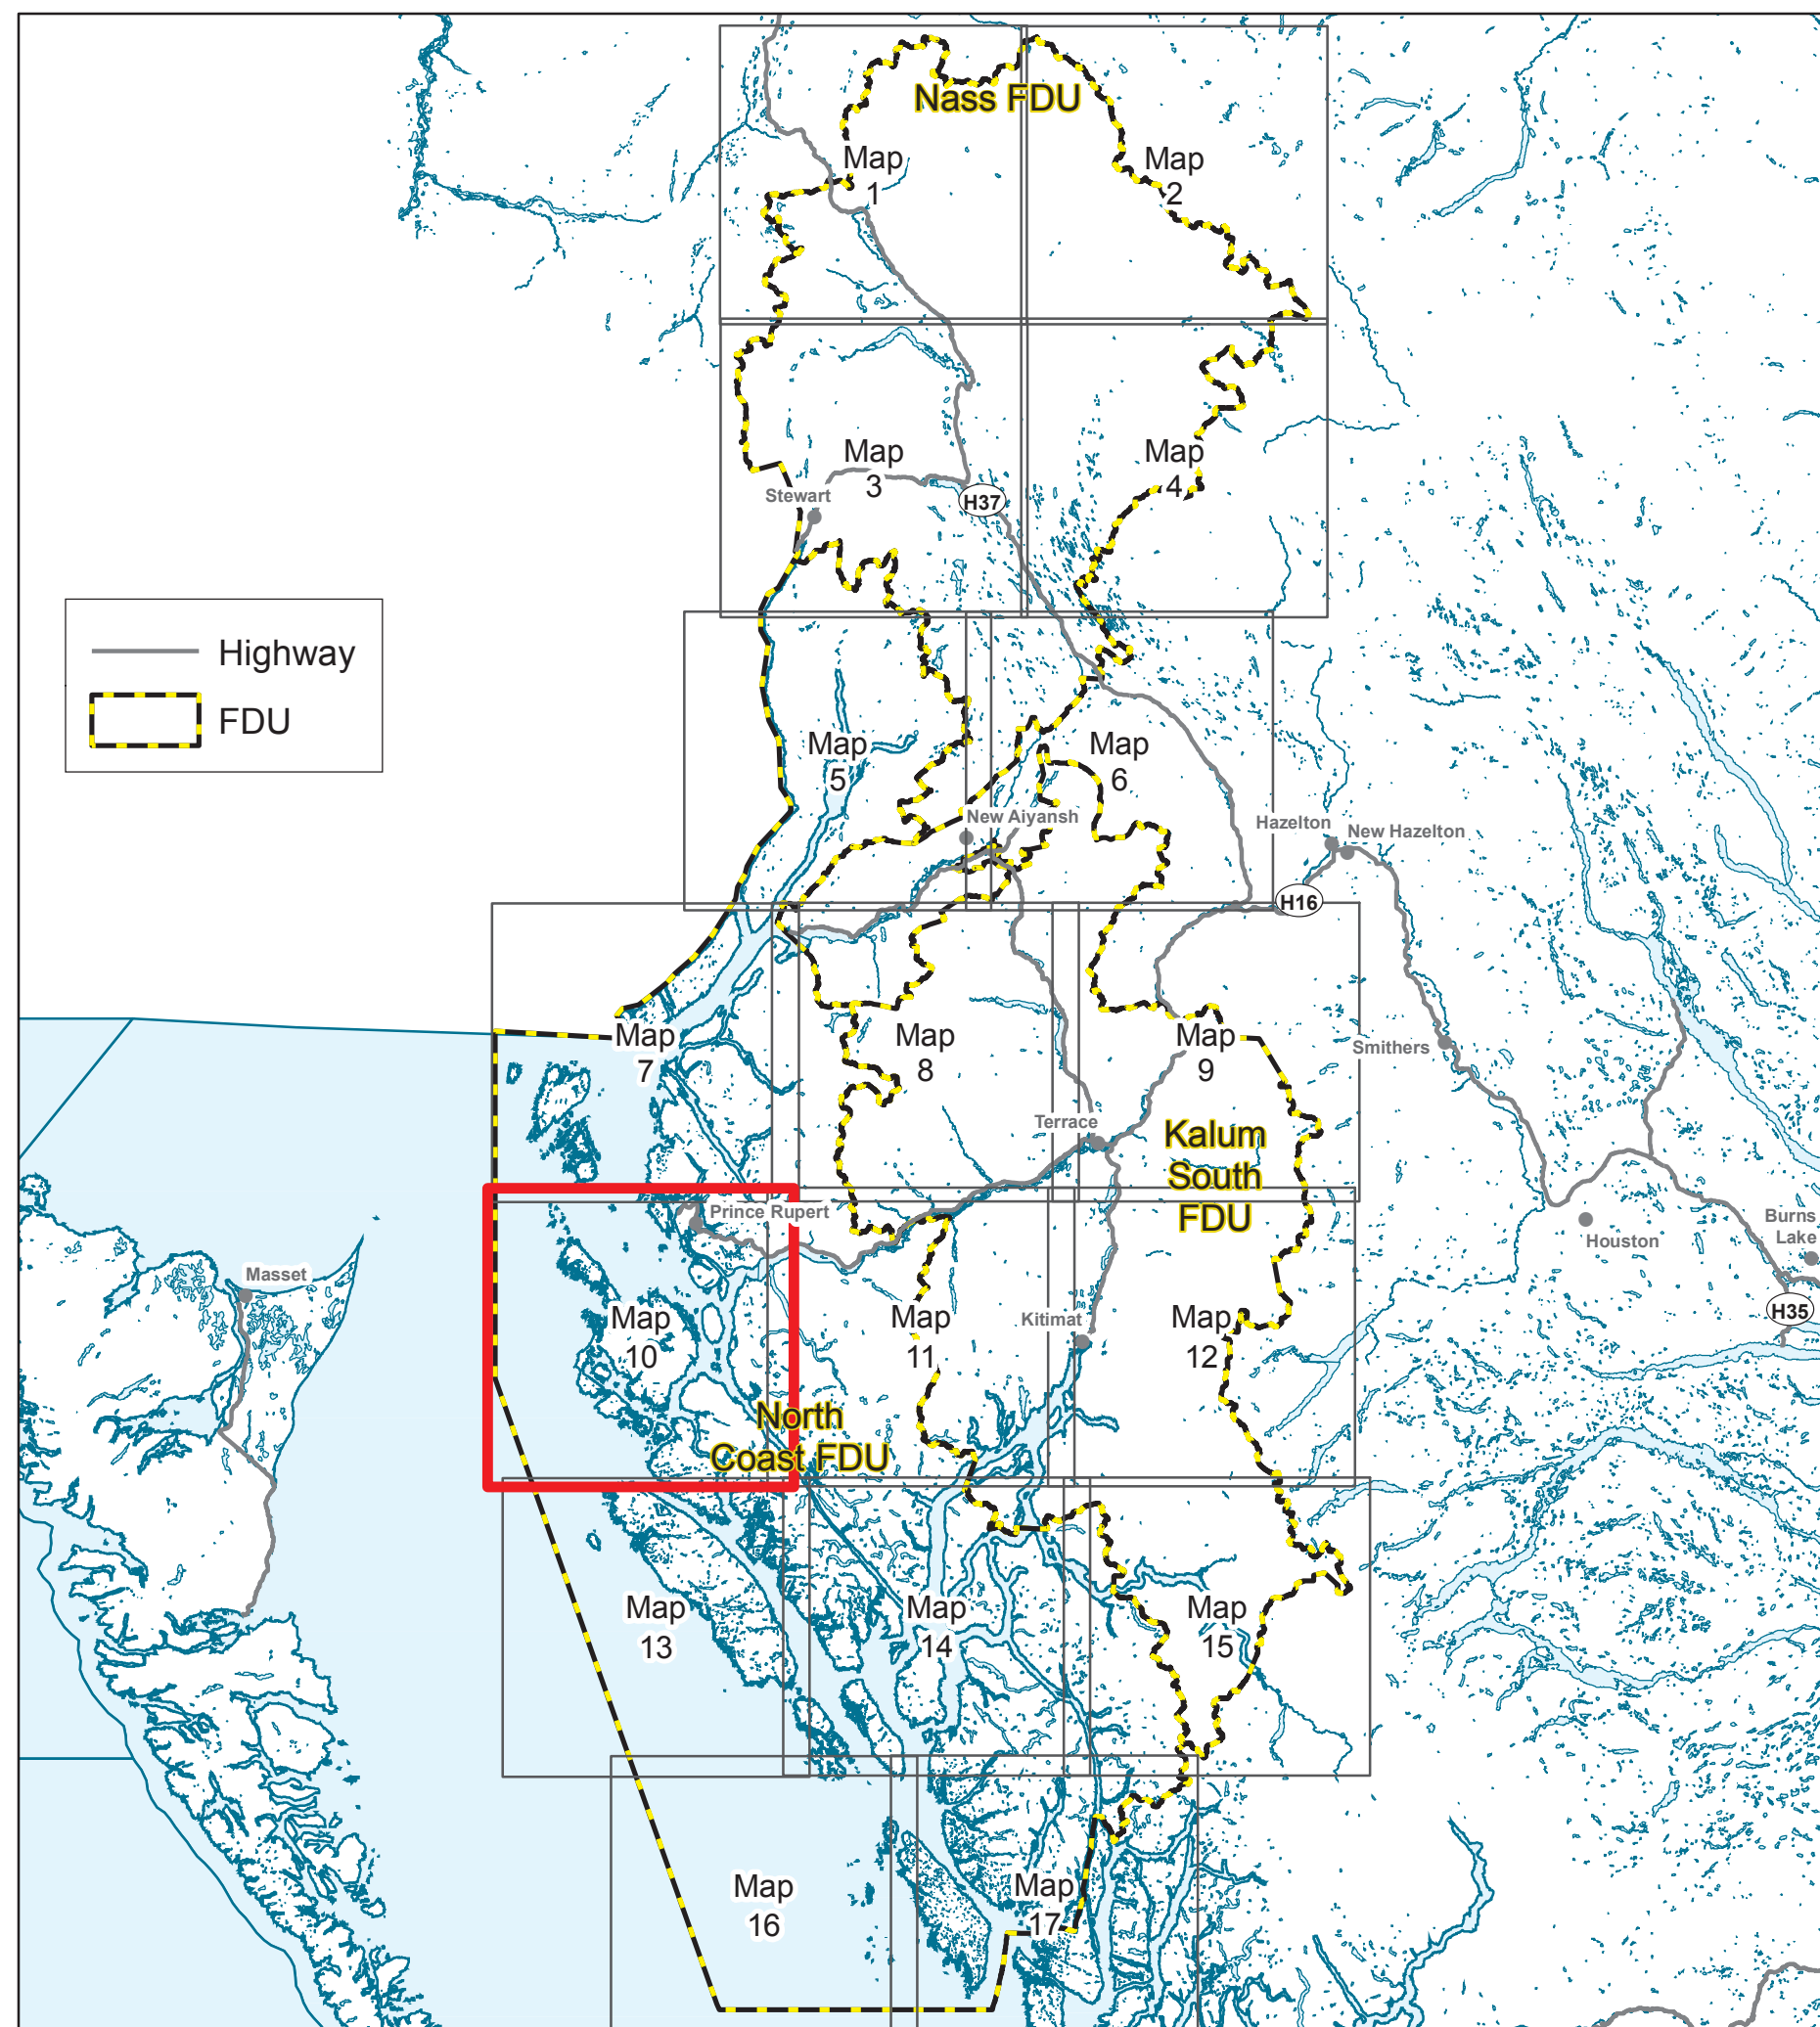 Nass FDU
Map
1
Map
2
Map
3
Map
4
Stewart
H37
Highway
FDU
Map
5
Map
6
New Aiyansh
Hazelton
New Hazelton
H16
Map
7
Map
8
Map
9
Smithers
Terrace
Kalum
South
FDU
Prince Rupert
Burns
Lake
Houston
Masset
H35
Map
10
Map
11
Kitimat
Map
12
North
Coast FDU
Map
13
Map
14
Map
15
Map
16
Map
17